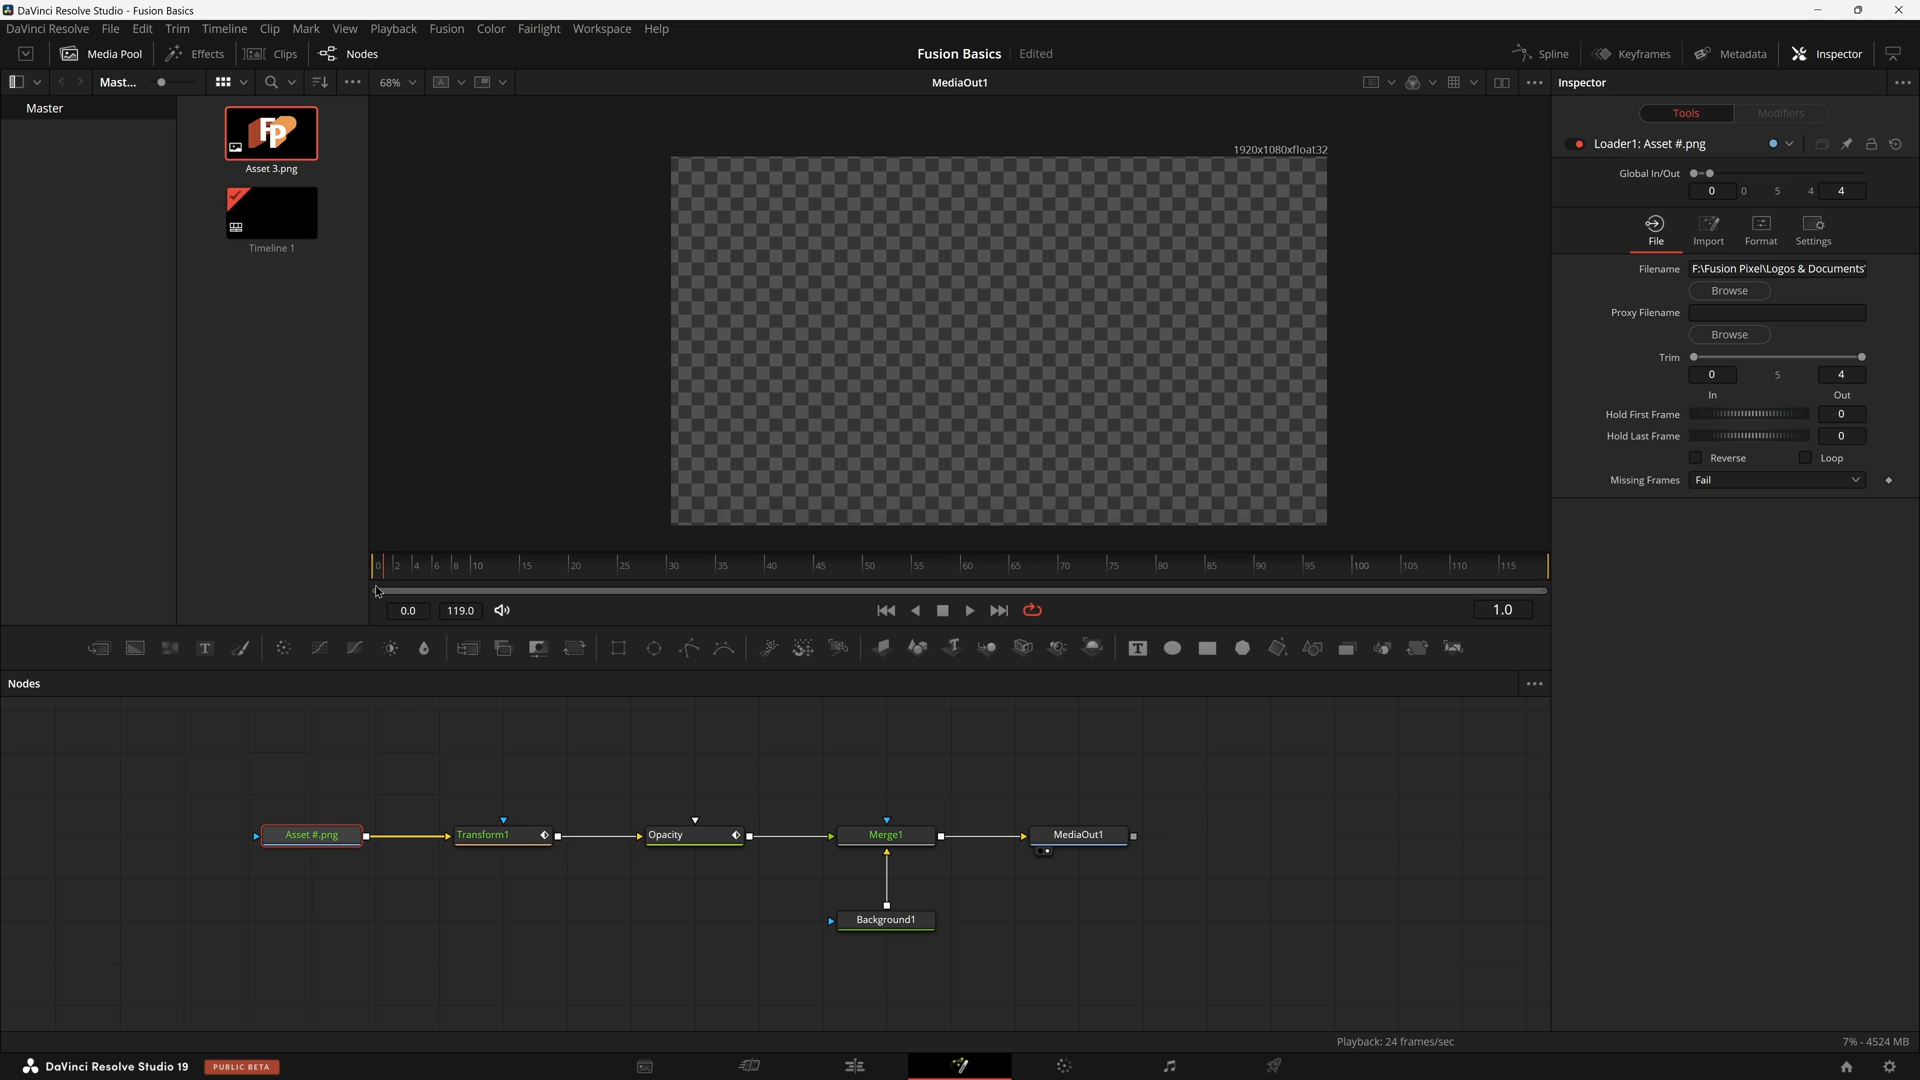 DaVinci Resolve Studio - Fusion Basics
DaVinci Resolve File Edit Trim Timeline Clip Mark View Playback Fusion Color Fairlight Workspace Help
Media Pool Effects Clips Nodes Fusion Basics Edited Spline Keyframes Metadata Inspector
Mast... 68% A MediaOut1 Inspector
Master
FP
Asset 3.png
Timeline 1
1920x1080xfloat32
Tools Modifiers
Loader1: Asset #.png
Global In/Out
0 0 5 4 4
File Import Format Settings
Filename F:\Fusion Pixel\Logos & Documents
Browse
Proxy Filename
Browse
Trim
0 5 4
In Out
Hold First Frame 0
Hold Last Frame 0
Reverse Loop
Missing Frames Fail
0 2 4 6 8 10 15 20 25 30 35 40 45 50 55 60 65 70 75 80 85 90 95 100 105 110 115
0.0 119.0 1.0
Nodes
Asset #.png Transform1 Opacity Merge1 MediaOut1
Background1
Playback: 24 frames/sec 7% - 4524 MB
DaVinci Resolve Studio 19 PUBLIC BETA